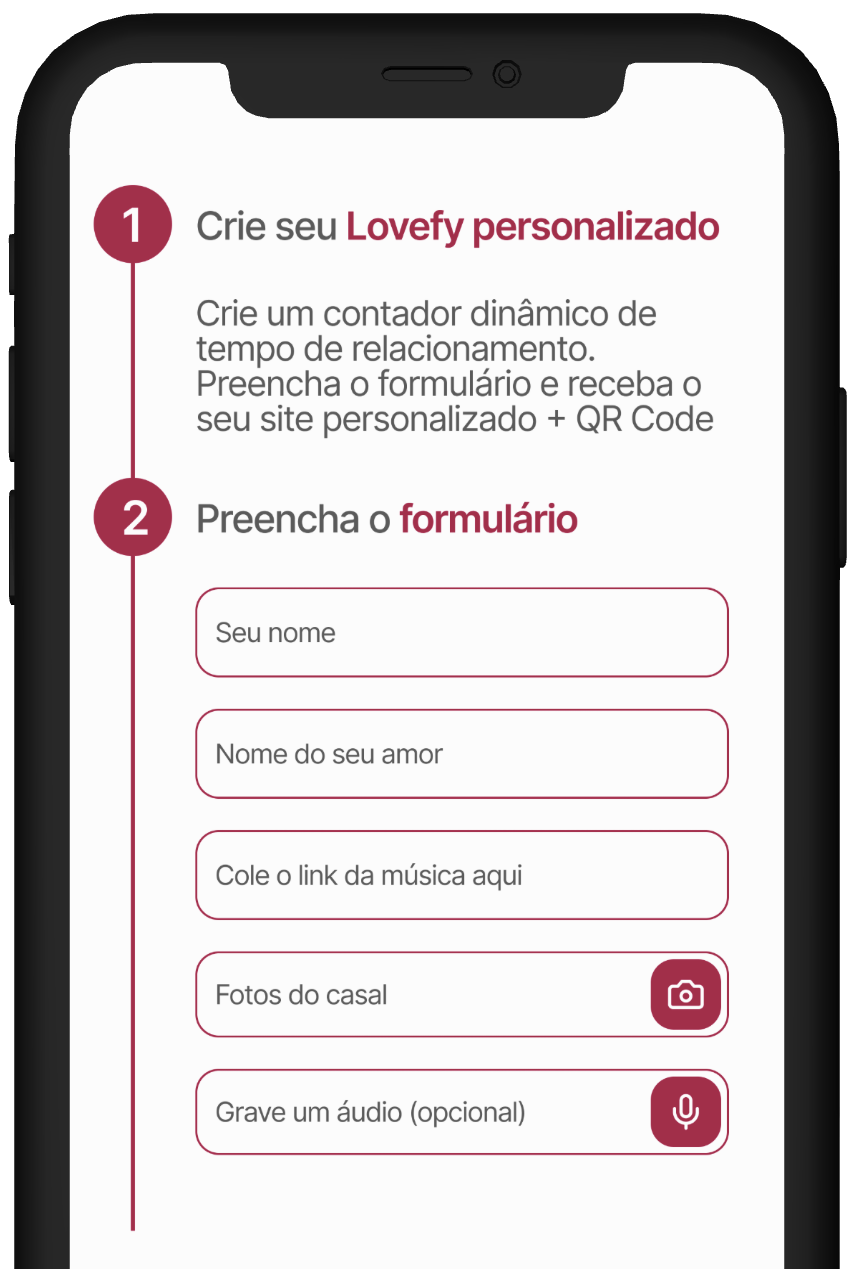 1
Crie seu Lovefy personalizado
Crie um contador dinâmico de
tempo de relacionamento.
Preencha o formulário e receba o
seu site personalizado + QR Code
2
Preencha o formulário
Seu nome
Nome do seu amor
Cole o link da música aqui
Fotos do casal
Grave um áudio (opcional)